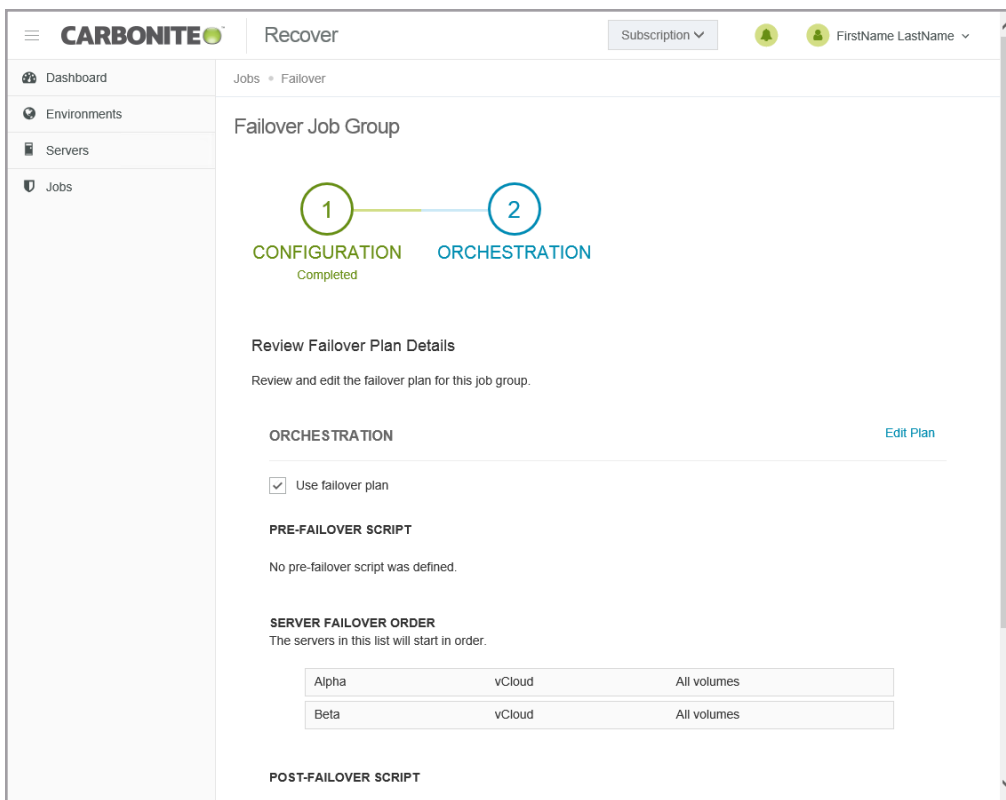 CARBONITE Recover Subscription FirstName LastName
Dashboard
Jobs • Failover
Environments
Servers
Jobs
Failover Job Group
1 2
CONFIGURATION ORCHESTRATION
Completed
Review Failover Plan Details
Review and edit the failover plan for this job group.
ORCHESTRATION Edit Plan
Use failover plan
PRE-FAILOVER SCRIPT
No pre-failover script was defined.
SERVER FAILOVER ORDER
The servers in this list will start in order.
Alpha vCloud All volumes
Beta vCloud All volumes
POST-FAILOVER SCRIPT